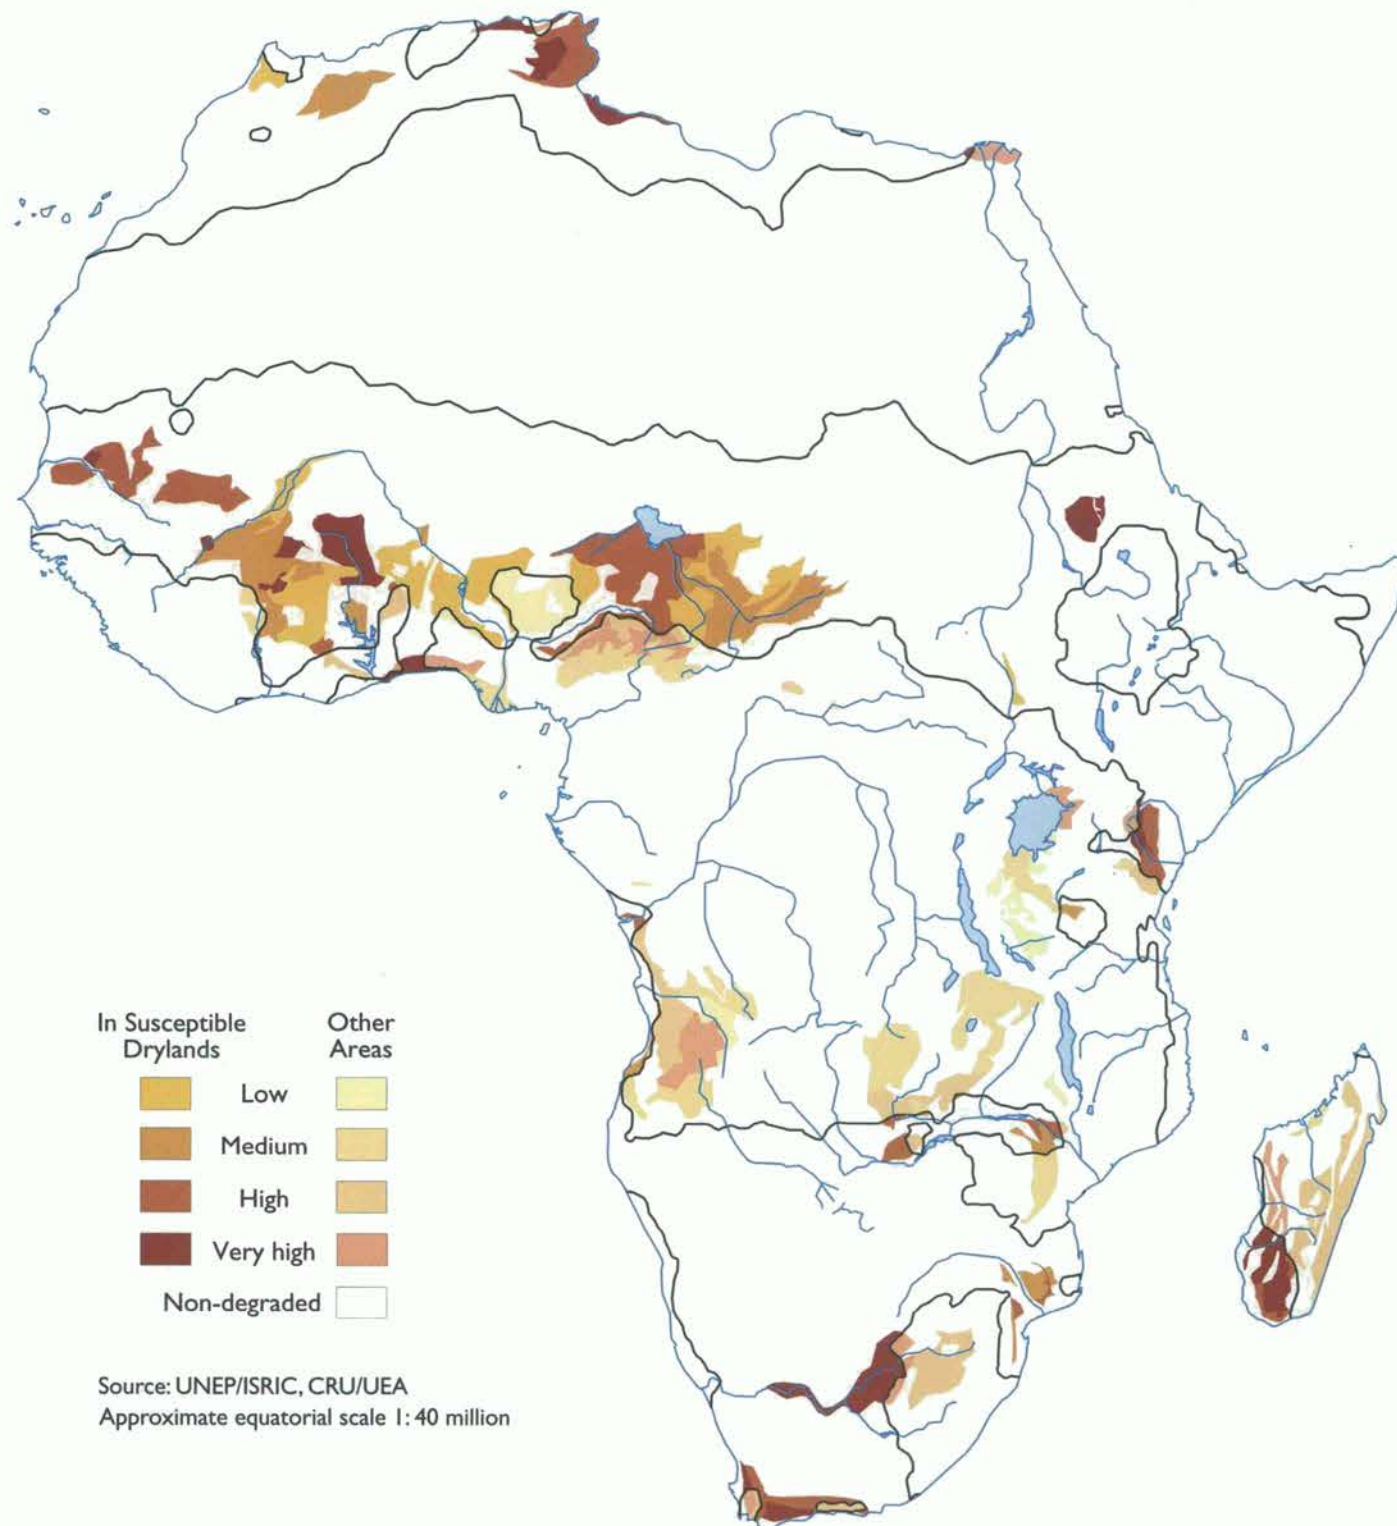 In Susceptible Other
Drylands Areas
Low
Medium
High
Very high
Non-degraded
Source: UNEP/ISRIC, CRU/UEA
Approximate equatorial scale 1: 40 million